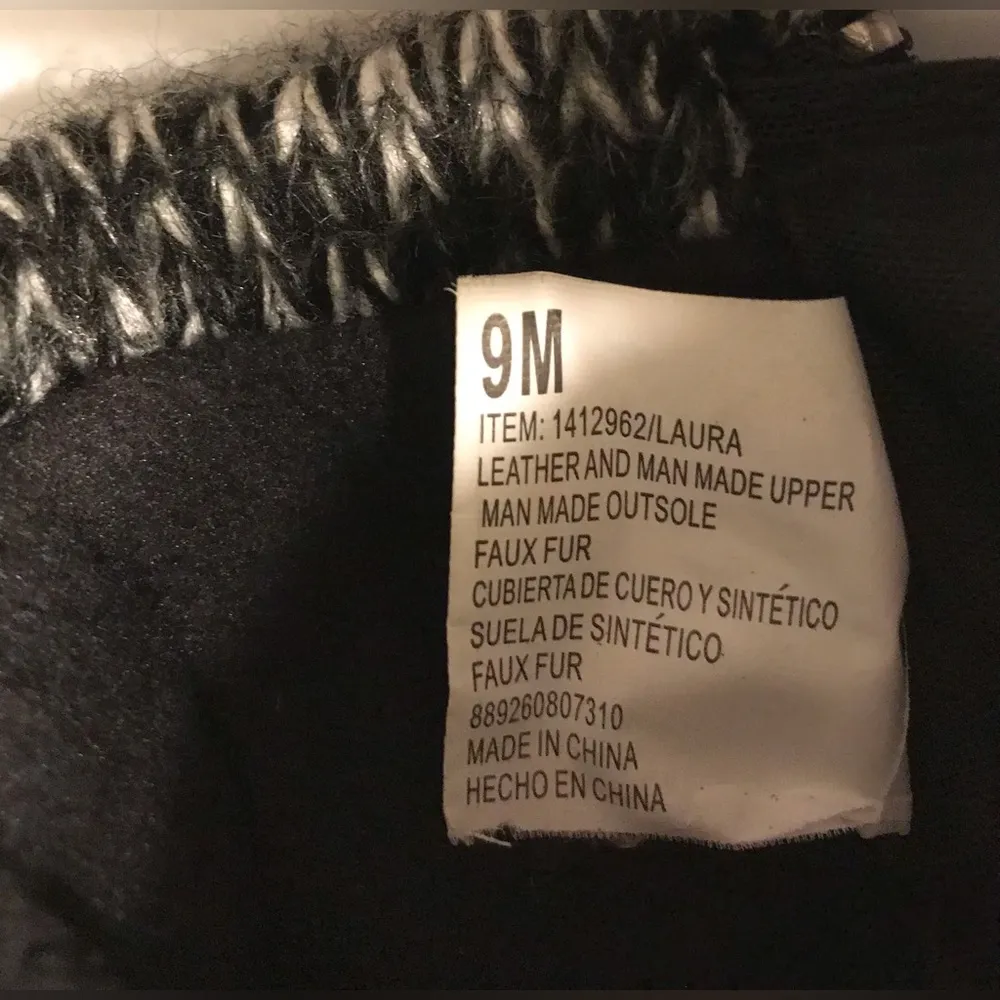 9M
ITEM: 1412962/LAURA
LEATHER AND MAN MADE UPPER
MAN MADE OUTSOLE
FAUX FUR
CUBIERTA DE CUERO Y SINTÉTICO
SUELA DE SINTÉTICO
FAUX FUR
889260807310
MADE IN CHINA
HECHO EN CHINA